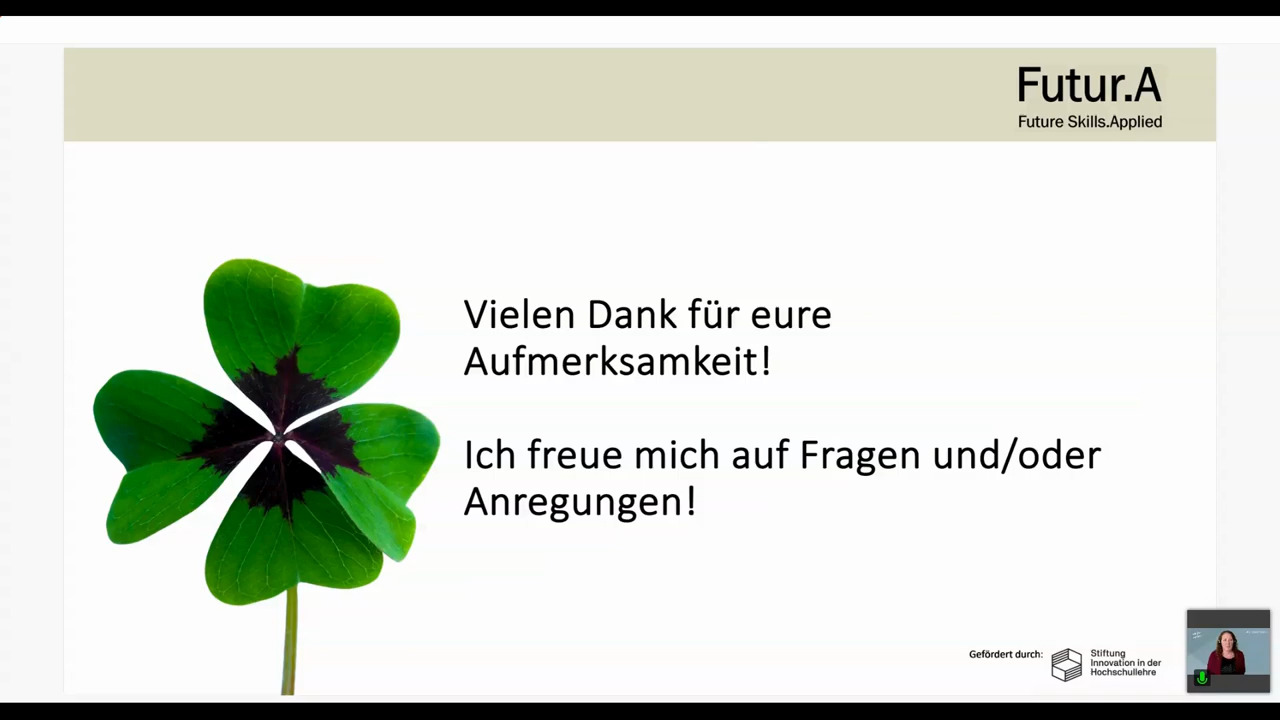 Futur.A
Future Skills.Applied
Vielen Dank für eure
Aufmerksamkeit!
Ich freue mich auf Fragen und/oder
Anregungen!
Gefördert durch:
Stiftung
Innovation in der
Hochschullehre